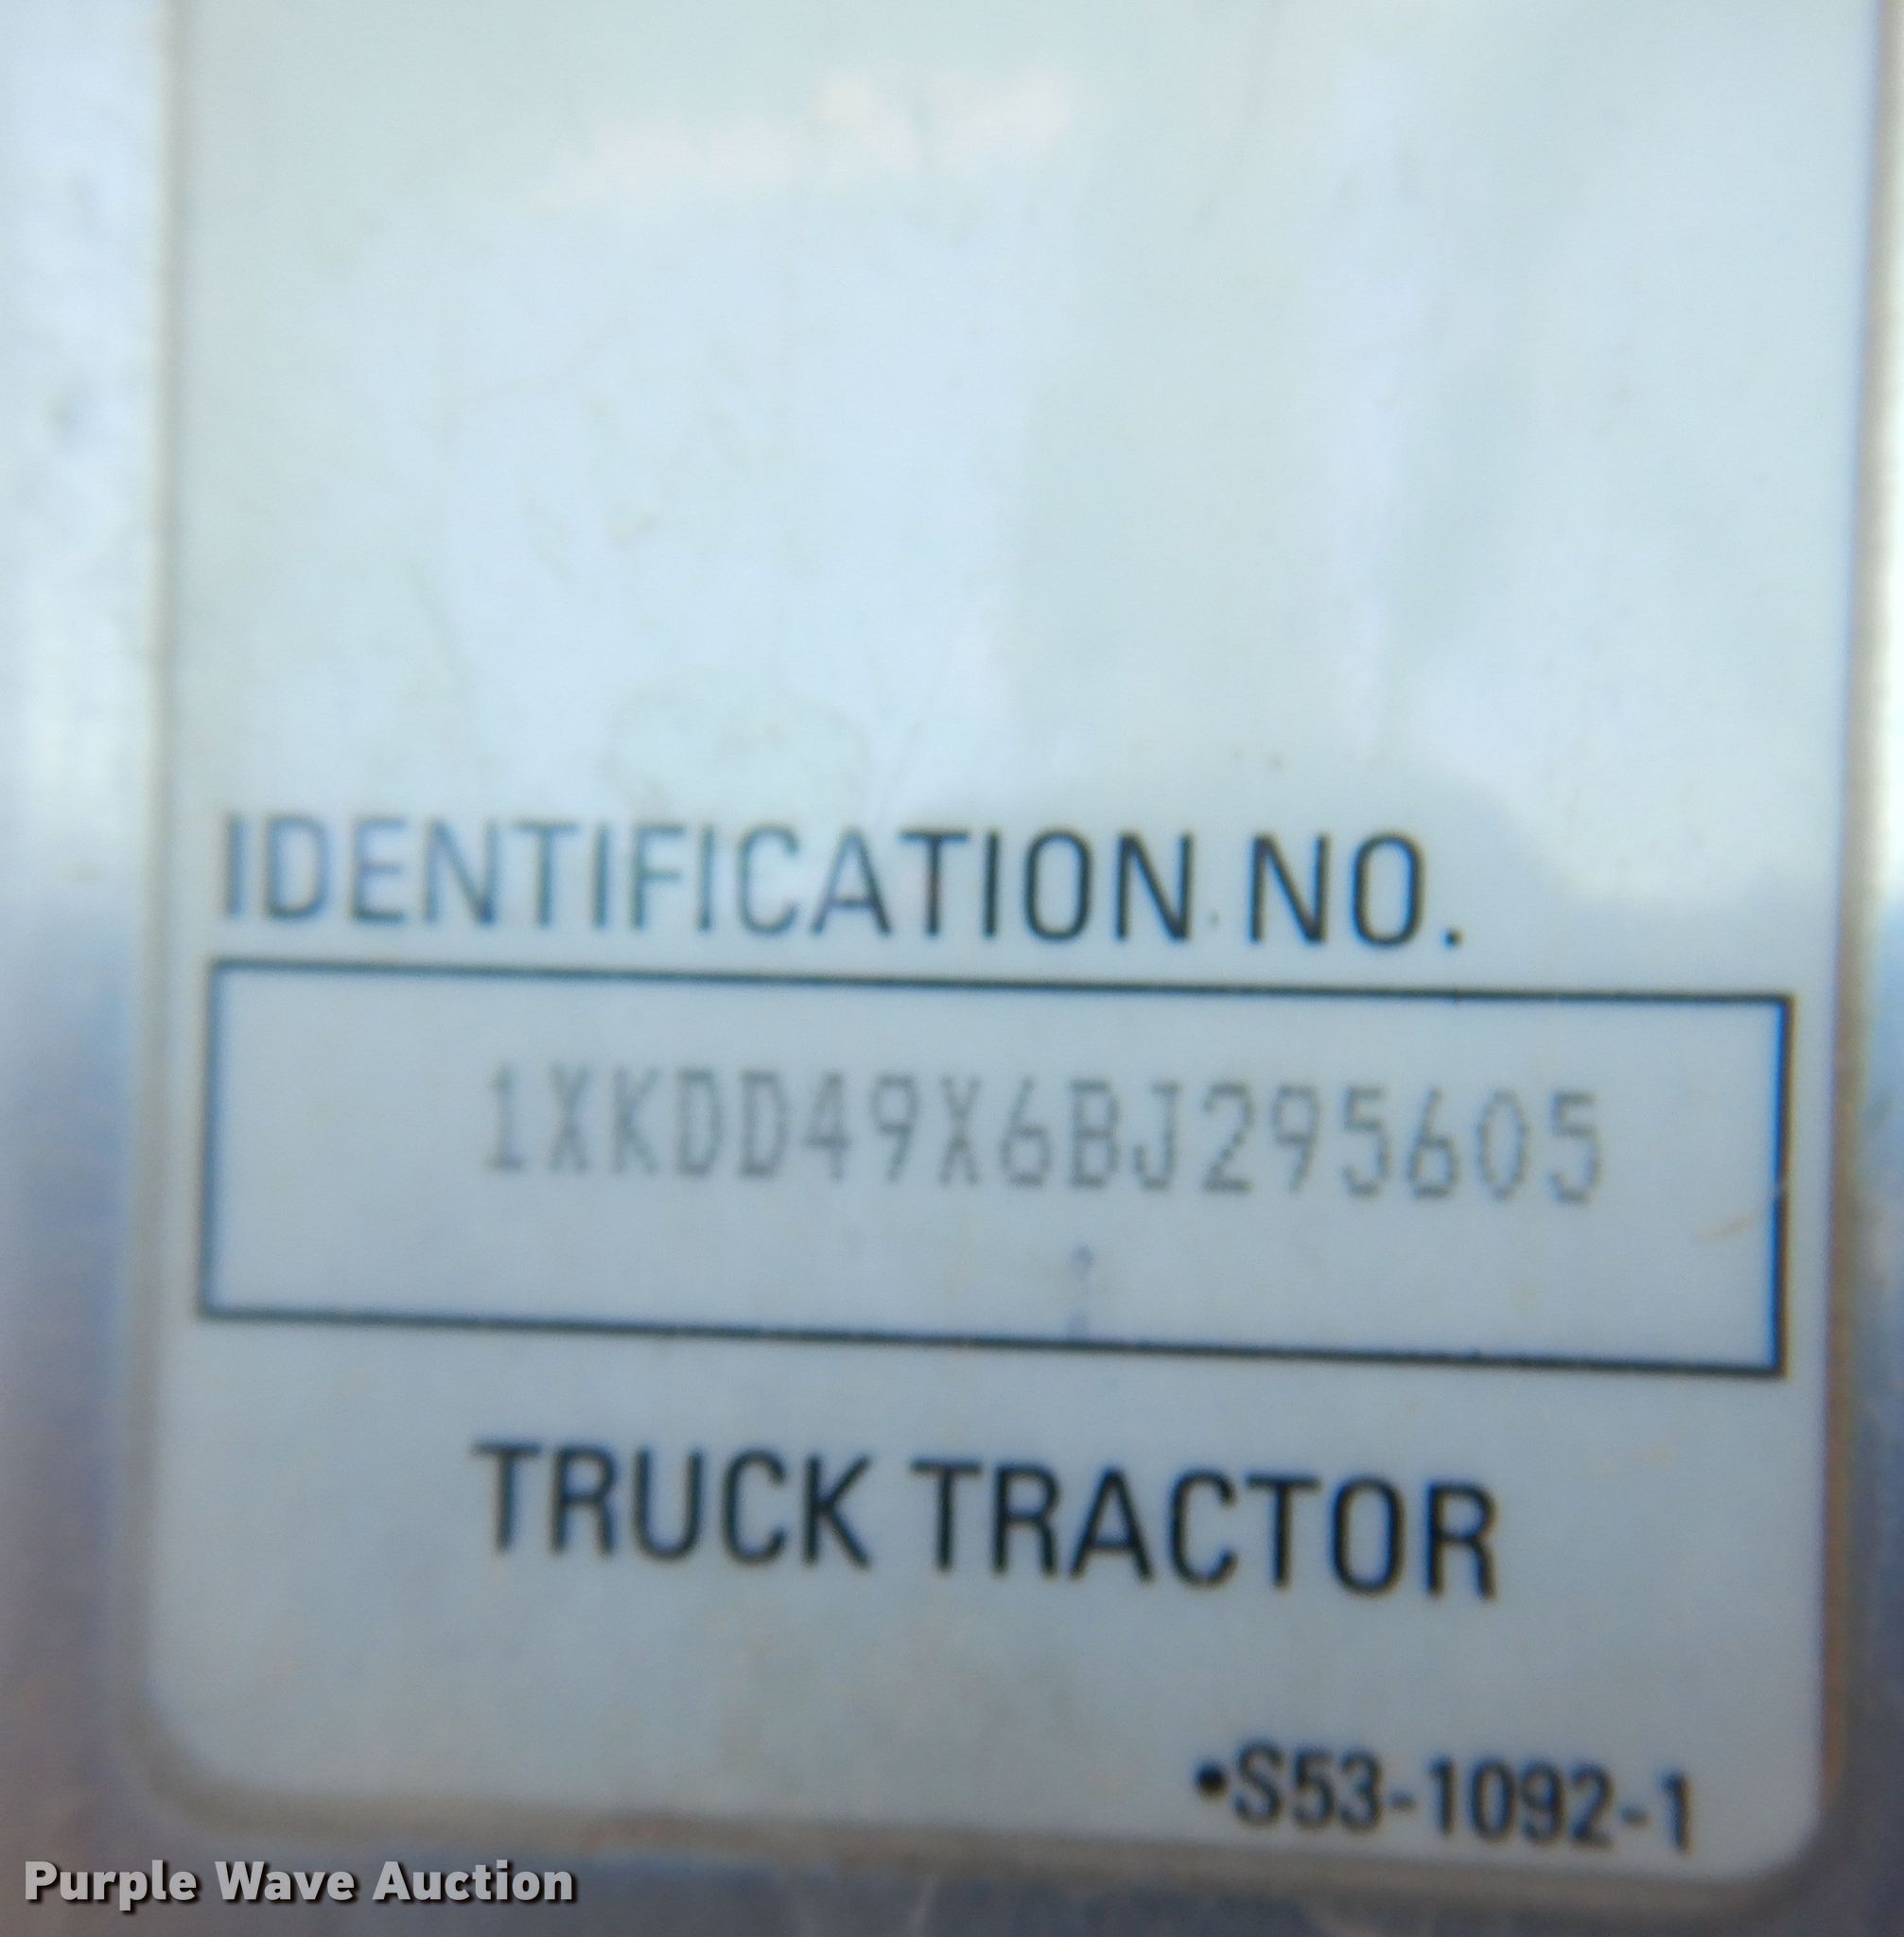 IDENTIFICATION NO.
1XKDD49X6BJ295605
TRUCK TRACTOR
•S53-1092-1
Purple Wave Auction